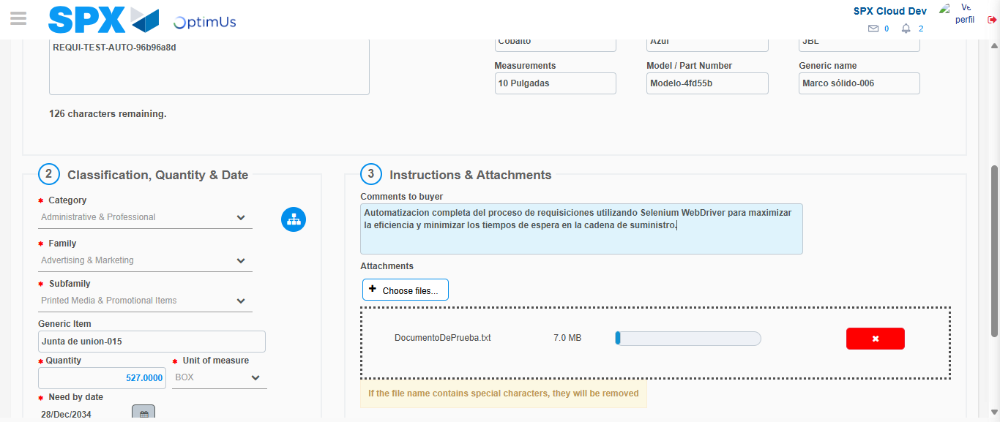 SPX
OptimUs
SPX Cloud Dev
0
2
Ve
perfil
REQUI-TEST-AUTO-96b96a8d
126 characters remaining.
Cobalto
Azul
JBL
Measurements
Model / Part Number
Generic name
10 Pulgadas
Modelo-4fd55b
Marco sólido-006
2
Classification, Quantity & Date
* Category
Administrative & Professional
* Family
Advertising & Marketing
* Subfamily
Printed Media & Promotional Items
Generic Item
Junta de union-015
* Quantity
* Unit of measure
527.0000
BOX
* Need by date
28/Dec/2034
3
Instructions & Attachments
Comments to buyer
Automatizacion completa del proceso de requisiciones utilizando Selenium WebDriver para maximizar
la eficiencia y minimizar los tiempos de espera en la cadena de suministro.
Attachments
+ Choose files...
DocumentoDePrueba.txt
7.0 MB
If the file name contains special characters, they will be removed